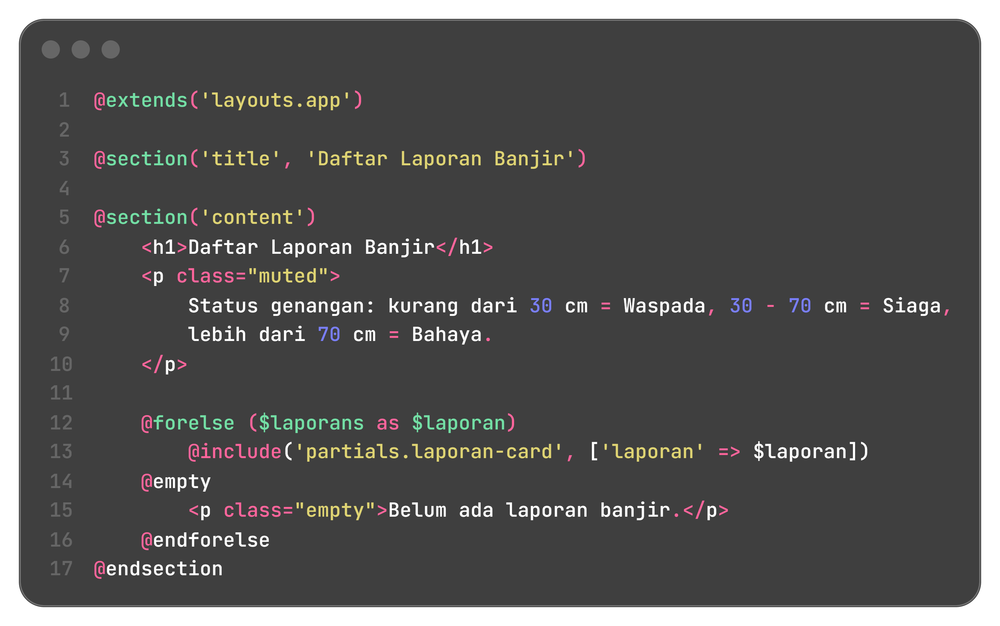 1 @extends('layouts.app')
2
3 @section('title', 'Daftar Laporan Banjir')
4
5 @section('content')
6     <h1>Daftar Laporan Banjir</h1>
7     <p class="muted">
8         Status genangan: kurang dari 30 cm = Waspada, 30 - 70 cm = Siaga,
9         lebih dari 70 cm = Bahaya.
10     </p>
11
12     @forelse ($laporans as $laporan)
13         @include('partials.laporan-card', ['laporan' => $laporan])
14     @empty
15         <p class="empty">Belum ada laporan banjir.</p>
16     @endforelse
17 @endsection